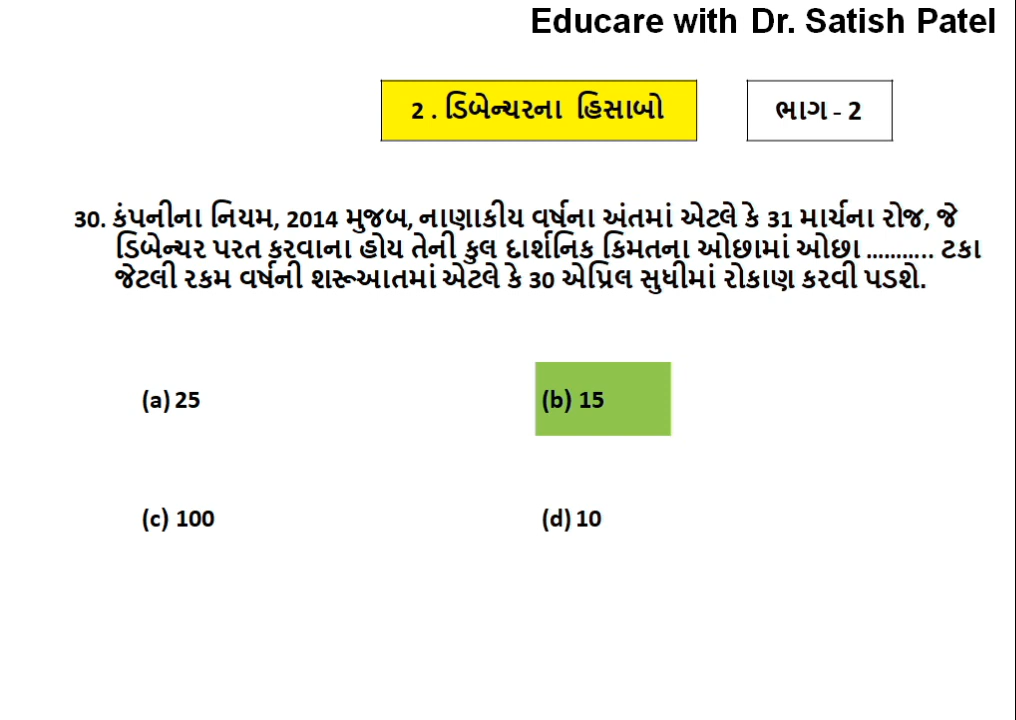 Educare with Dr. Satish Patel
2 . ડિબેન્ચરના હિસાબો
ભાગ - 2
30. કંપનીના નિયમ, 2014 મુજબ, નાણાકીય વર્ષના અંતમાં એટલે કે 31 માર્ચના રોજ, જે
ડિબેન્ચર પરત કરવાના હોય તેની કુલ દાર્શનિક કિંમતના ઓછામાં ઓછા ........... ટકા
જેટલી રકમ વર્ષની શરૂઆતમાં એટલે કે 30 એપ્રિલ સુધીમાં રોકાણ કરવી પડશે.
(a) 25
(b) 15
(c) 100
(d) 10